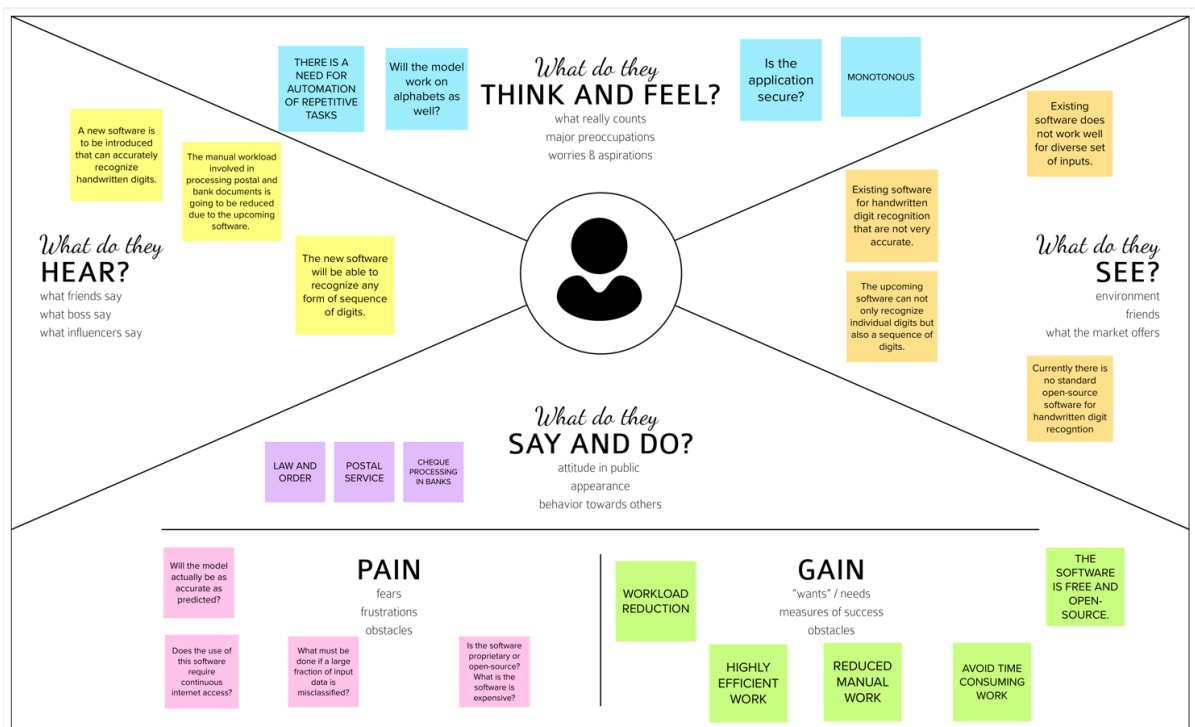 What do they
THINK AND FEEL?
what really counts
major preoccupations
worries & aspirations
THERE IS A
NEED FOR
AUTOMATION
OF REPETITIVE
TASKS
Will the model
work on
alphabets as
well?
Is the
application
secure?
MONOTONOUS
What do they
HEAR?
what friends say
what boss say
what influencers say
A new software is
to be introduced
that can accurately
recognize
handwritten digits.
The manual workload
involved in
processing postal and
bank documents is
going to be reduced
due to the upcoming
software.
The new software
will be able to
recognize any
form of sequence
of digits.
What do they
SEE?
environment
friends
what the market offers
Existing
software does
not work well
for diverse set
of inputs.
Existing software
for handwritten
digit recognition
that are not very
accurate.
The upcoming
software can not
only recognize
individual digits but
also a sequence of
digits.
Currently there is
no standard
open-source
software for
handwritten digit
recogntion
What do they
SAY AND DO?
attitude in public
appearance
behavior towards others
LAW AND
ORDER
POSTAL
SERVICE
CHEQUE
PROCESSING
IN BANKS
PAIN
fears
frustrations
obstacles
Will the model
actually be as
accurate as
predicted?
Does the use of
this software
require
continuous
internet access?
What must be
done if a large
fraction of input
data is
misclassified?
Is the software
proprietary or
open-source?
What is the
software is
expensive?
GAIN
"wants" / needs
measures of success
obstacles
WORKLOAD
REDUCTION
HIGHLY
EFFICIENT
WORK
REDUCED
MANUAL
WORK
AVOID TIME
CONSUMING
WORK
THE
SOFTWARE
IS FREE AND
OPEN-
SOURCE.